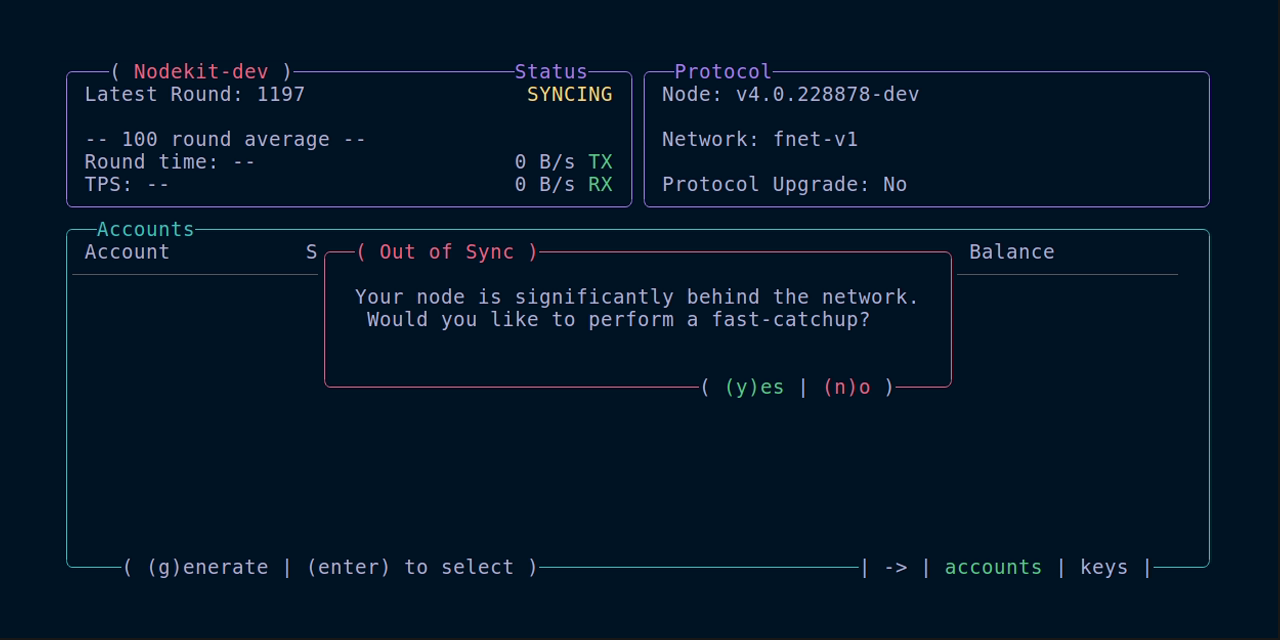 ( Nodekit-dev ) Status
Latest Round: 1197 SYNCING
-- 100 round average --
Round time: -- 0 B/s TX
TPS: -- 0 B/s RX
Protocol
Node: v4.0.228878-dev
Network: fnet-v1
Protocol Upgrade: No
Accounts
Account S Balance
( Out of Sync )
Your node is significantly behind the network.
Would you like to perform a fast-catchup?
( (y)es | (n)o )
( (g)enerate | (enter) to select ) | -> | accounts | keys |